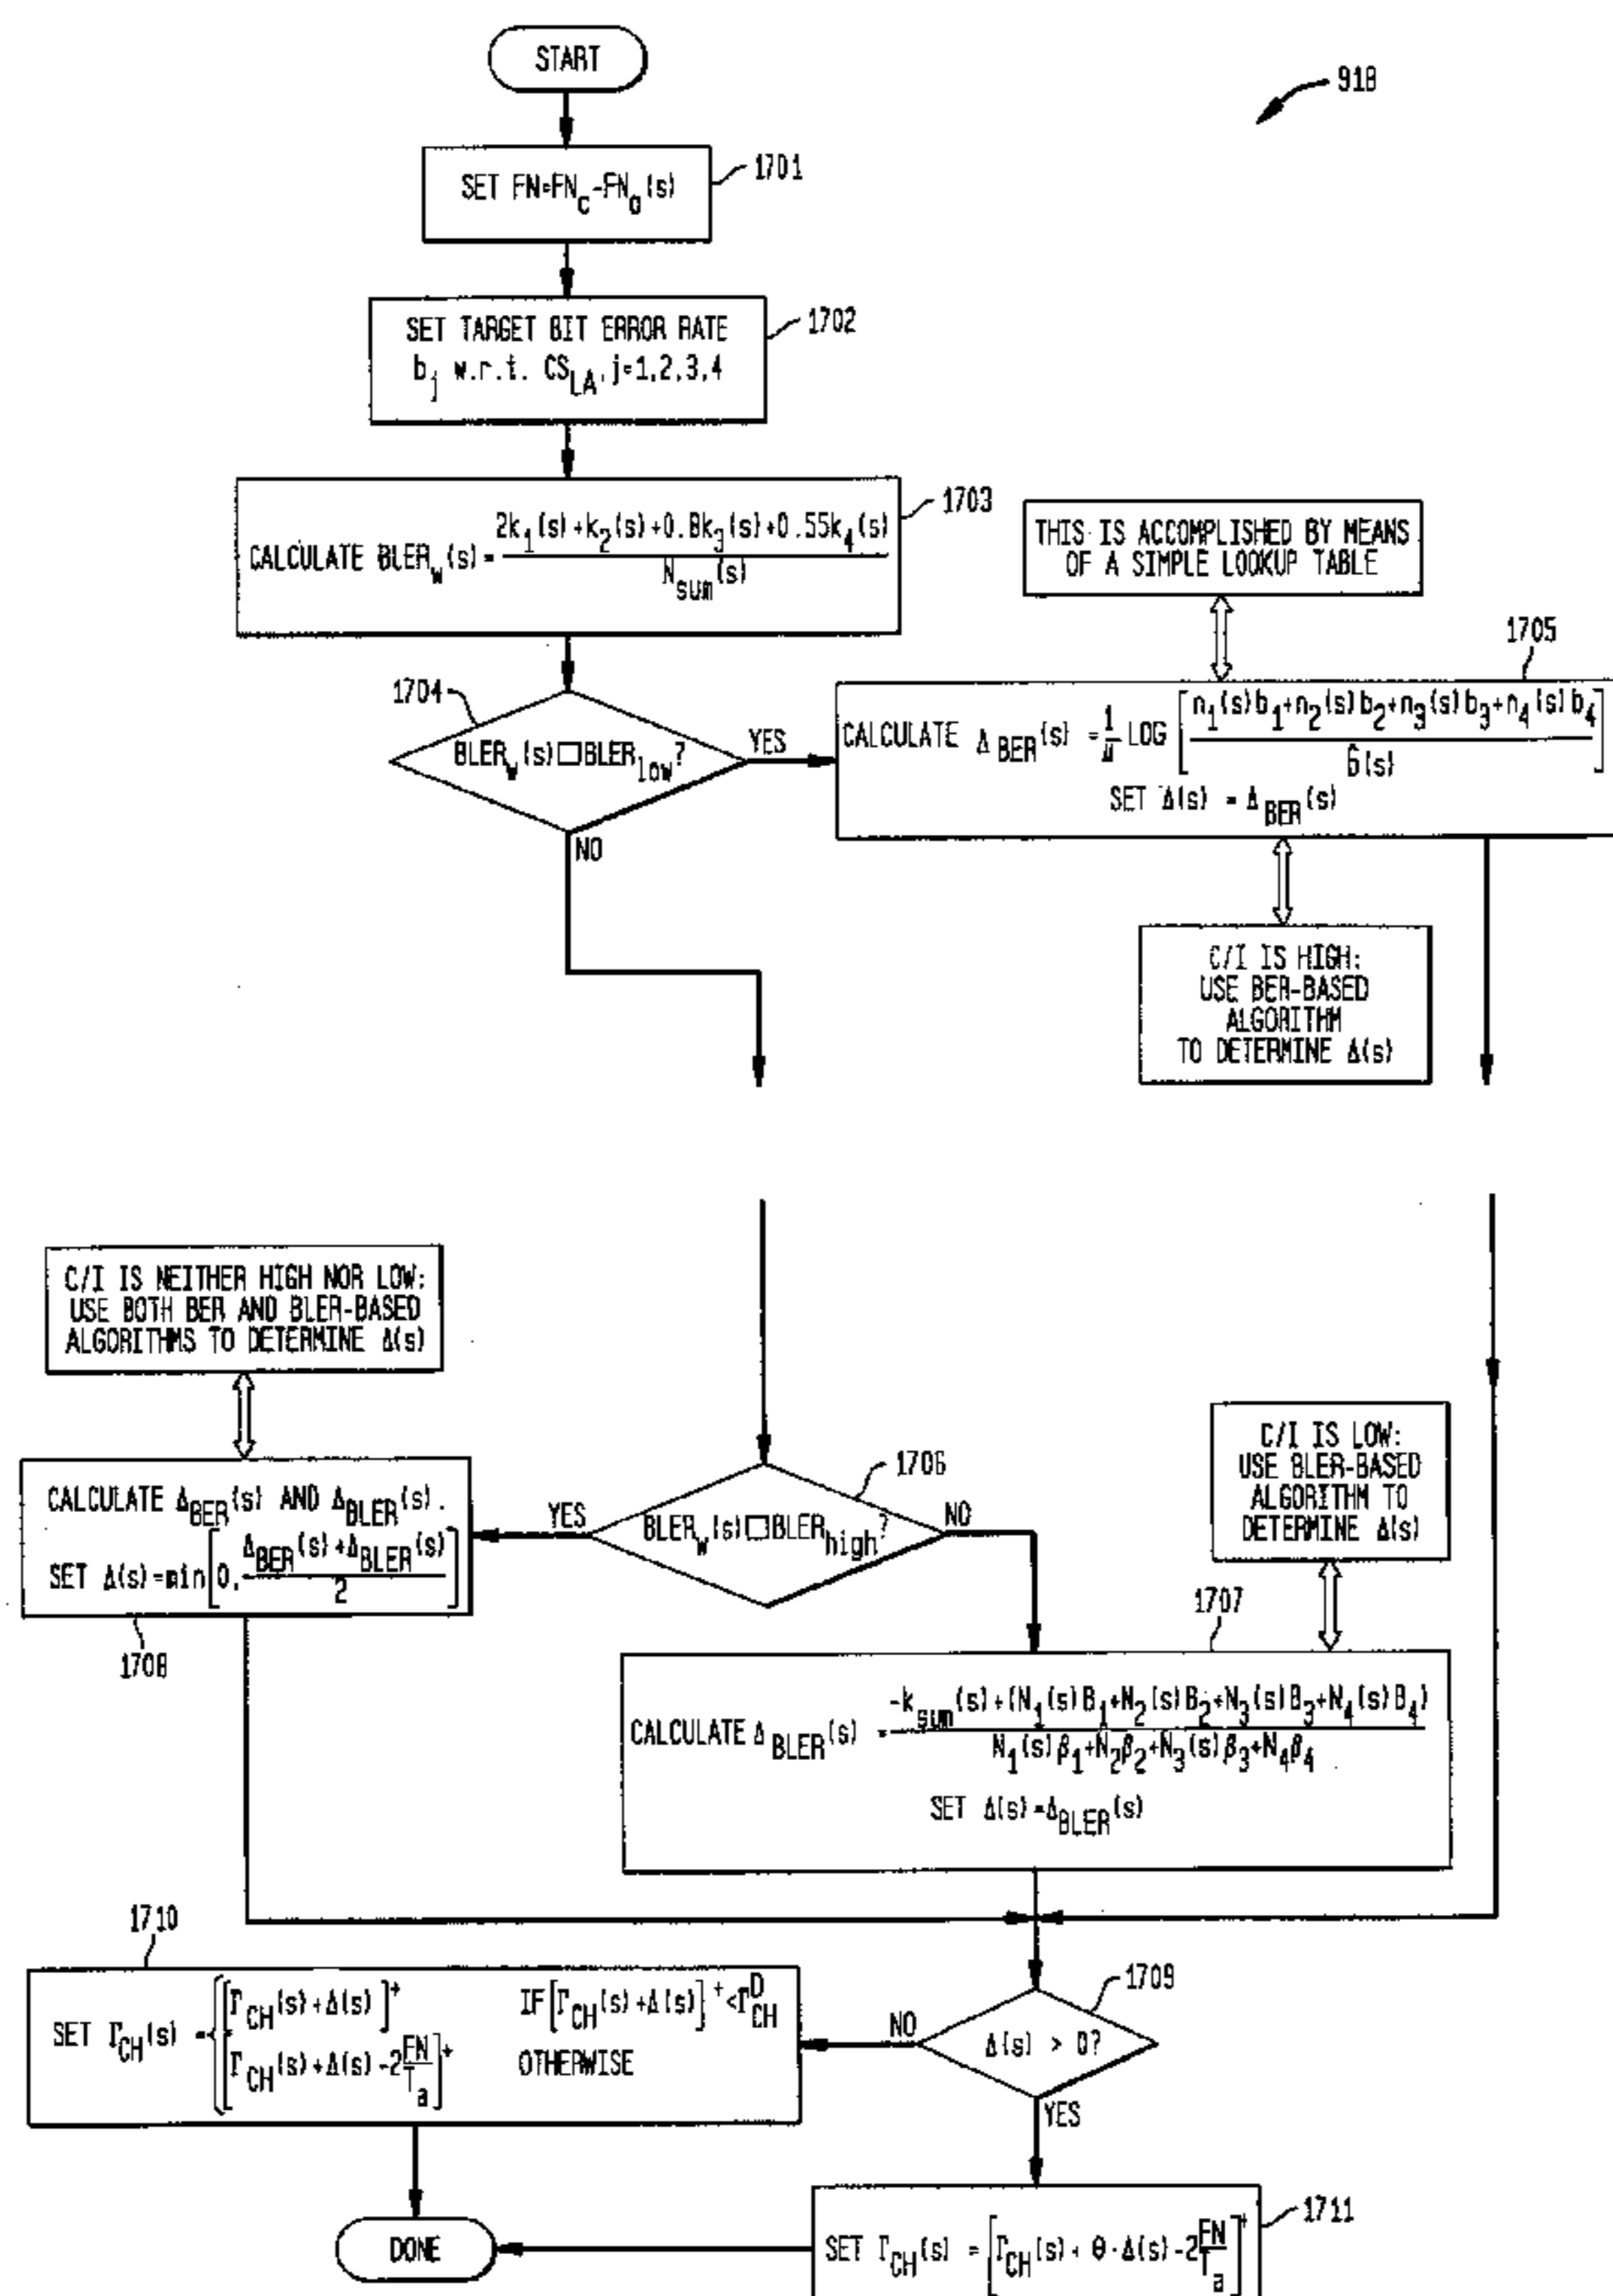 START
918
SET FN=FN_c-FN_o(s)
1701
SET TARGET BIT ERROR RATE
b_j w.r.t. CS_LA, j=1,2,3,4
1702
CALCULATE BLER_w(s) = (2k_1(s)+k_2(s)+0.8k_3(s)+0.55k_4(s)) / N_sum(s)
1703
THIS IS ACCOMPLISHED BY MEANS
OF A SIMPLE LOOKUP TABLE
1704
BLER_w(s)□BLER_low?
YES
NO
1705
CALCULATE Δ_BER(s) = 1/μ LOG [(n_1(s)b_1+n_2(s)b_2+n_3(s)b_3+n_4(s)b_4) / (s)]
SET Δ(s) = Δ_BER(s)
C/I IS HIGH:
USE BER-BASED
ALGORITHM
TO DETERMINE Δ(s)
C/I IS NEITHER HIGH NOR LOW:
USE BOTH BER AND BLER-BASED
ALGORITHMS TO DETERMINE Δ(s)
CALCULATE Δ_BER(s) AND Δ_BLER(s).
SET Δ(s)=min[0, (Δ_BER(s)+Δ_BLER(s)) / 2]
1708
YES
BLER_w(s)□BLER_high?
1706
NO
C/I IS LOW:
USE BLER-BASED
ALGORITHM TO
DETERMINE Δ(s)
1707
CALCULATE Δ_BLER(s) = (-k_sum(s)+(N_1(s)B_1+N_2(s)B_2+N_3(s)B_3+N_4(s)B_4)) / (N_1(s)β_1+N_2β_2+N_3(s)β_3+N_4β_4)
SET Δ(s)=Δ_BLER(s)
1710
SET Γ_CH(s) = { [Γ_CH(s)+Δ(s)]^+ IF [Γ_CH(s)+Δ(s)]^+<Γ^D_CH
[Γ_CH(s)+Δ(s)-2 FN/T_a]^+ OTHERWISE
NO
Δ(s) > 0?
1709
YES
DONE
SET Γ_CH(s) = [Γ_CH(s)+θ·Δ(s)-2 FN/T_a]^+
1711